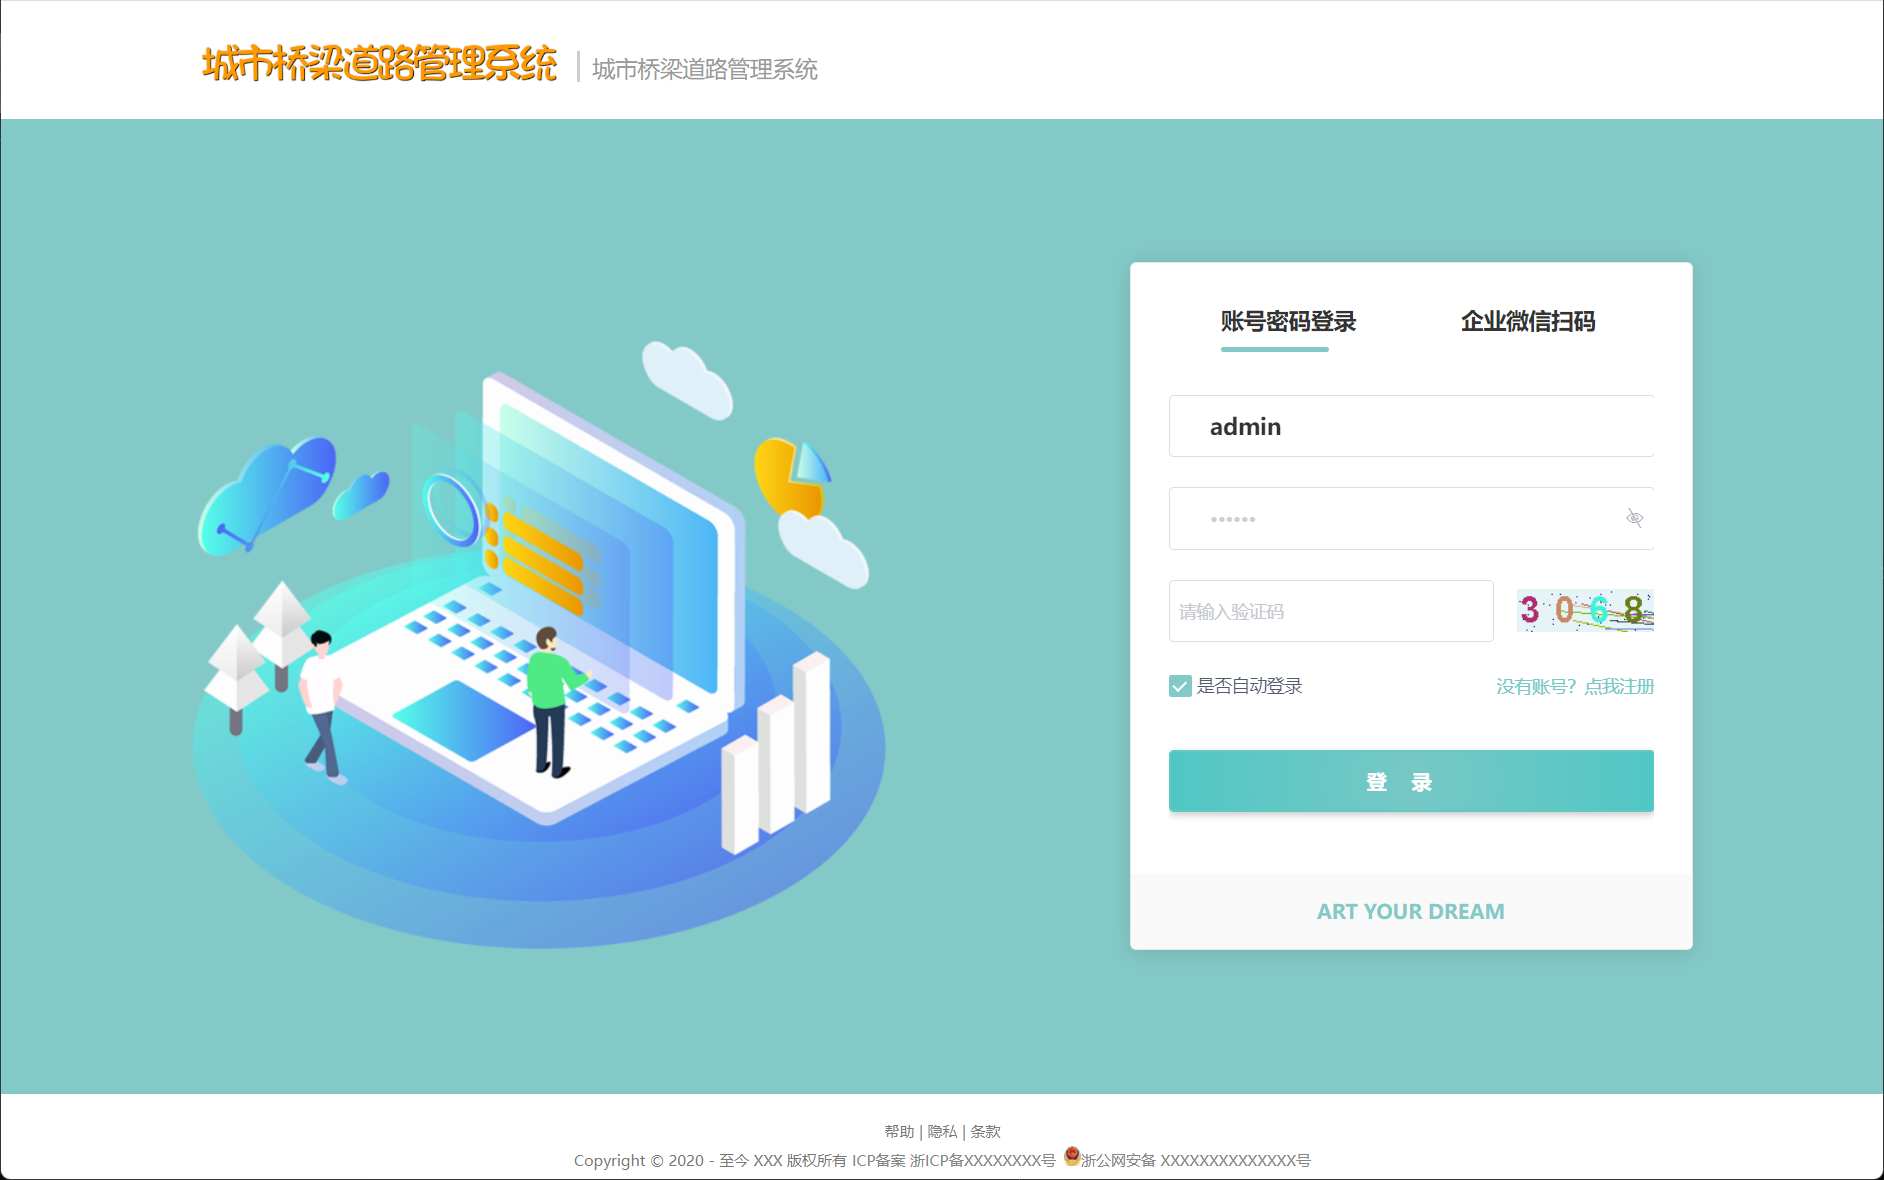 城市桥梁道路管理系统 城市桥梁道路管理系统
账号密码登录 企业微信扫码
admin
••••••
请输入验证码 3068
是否自动登录 没有账号？点我注册
登 录
ART YOUR DREAM
帮助 | 隐私 | 条款
Copyright © 2020 - 至今 XXX 版权所有 ICP备案 浙ICP备XXXXXXXX号 浙公网安备 XXXXXXXXXXXXXX号